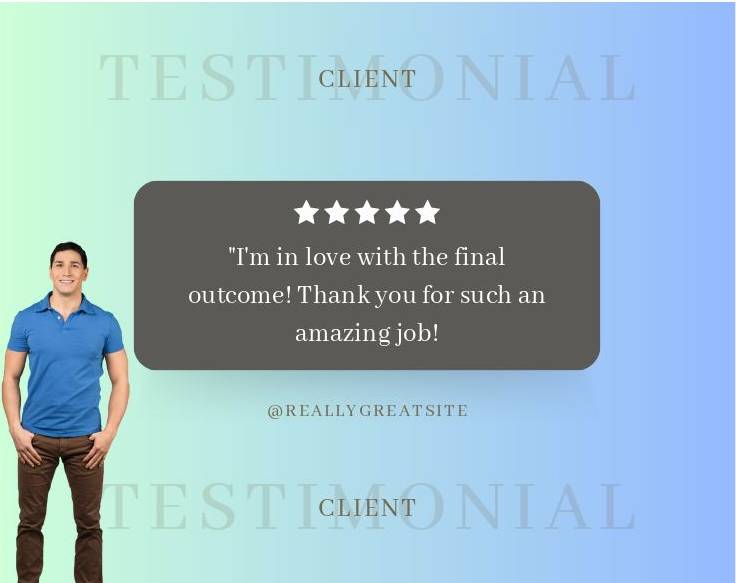 TESTIMONIAL
CLIENT
"I'm in love with the final
outcome! Thank you for such an
amazing job!
@REALLYGREATSITE
TESTIMONIAL
CLIENT